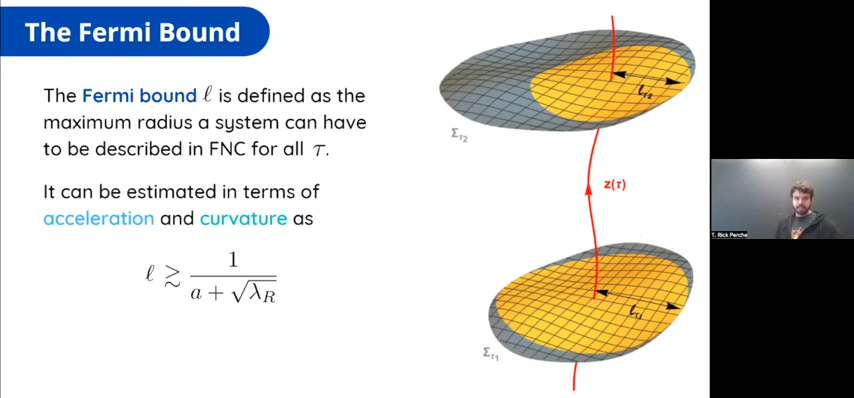 The Fermi Bound
The Fermi bound ℓ is defined as the
maximum radius a system can have
to be described in FNC for all τ.
It can be estimated in terms of
acceleration and curvature as
ℓ ≳ 1 / (a + √λ_R)
ℓ_τ₂
Σ_τ₂
z(τ)
ℓ_τ₁
Σ_τ₁
T. Rick Perche